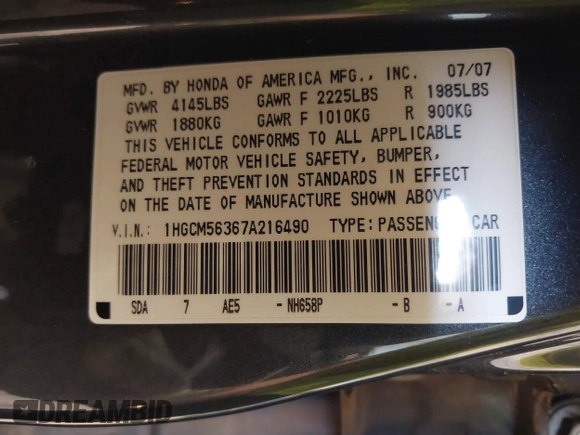 MFD. BY HONDA OF AMERICA MFG., INC. 07/07
GVWR 4145LBS GAWR F 2225LBS R 1985LBS
GVWR 1880KG GAWR F 1010KG R 900KG
THIS VEHICLE CONFORMS TO ALL APPLICABLE
FEDERAL MOTOR VEHICLE SAFETY, BUMPER,
AND THEFT PREVENTION STANDARDS IN EFFECT
ON THE DATE OF MANUFACTURE SHOWN ABOVE.
V.I.N.: 1HGCM56367A216490 TYPE: PASSENGER CAR
SDA 7 AE5 -NH658P -B -A
DREAMBID